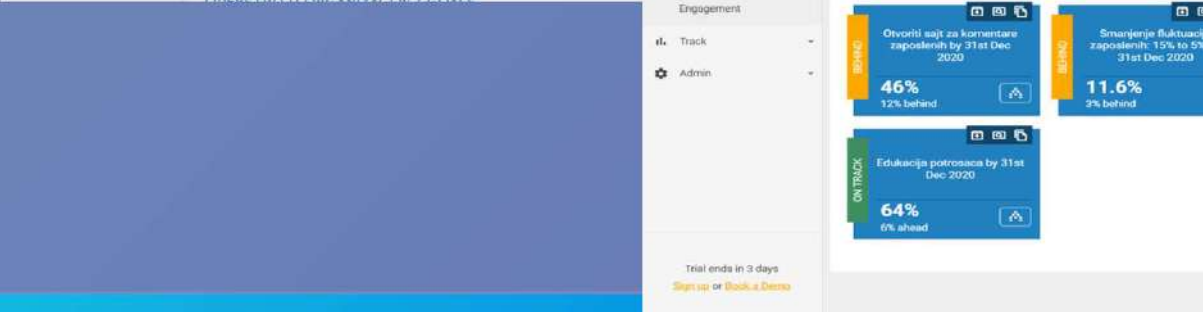 Engagement
Track
Admin
Trial ends in 3 days
Sign up or Book a Demo
BEHIND
Otvoriti sajt za komentare
zaposlenih by 31st Dec
2020
46%
12% behind
BEHIND
Smanjenje fluktuacij
zaposlenih: 15% to 5%
31st Dec 2020
11.6%
3% behind
ON TRACK
Edukacija potrosaca by 31st
Dec 2020
64%
6% ahead